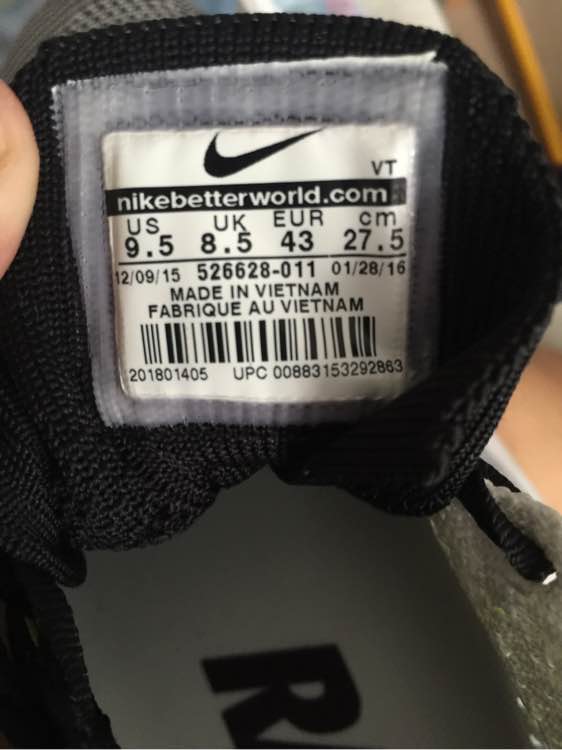 VT
nikebetterworld.com
US UK EUR cm
9.5 8.5 43 27.5
12/09/15 526628-011 01/28/16
MADE IN VIETNAM
FABRIQUE AU VIETNAM
201801405 UPC 00883153292863
R